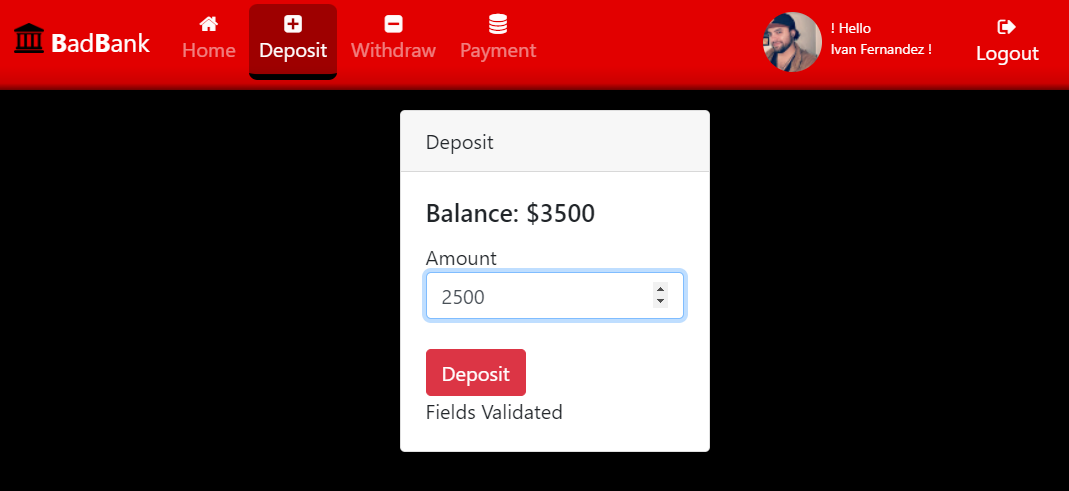 BadBank
Home
Deposit
Withdraw
Payment
! Hello
Ivan Fernandez !
Logout
Deposit
Balance: $3500
Amount
2500
Deposit
Fields Validated